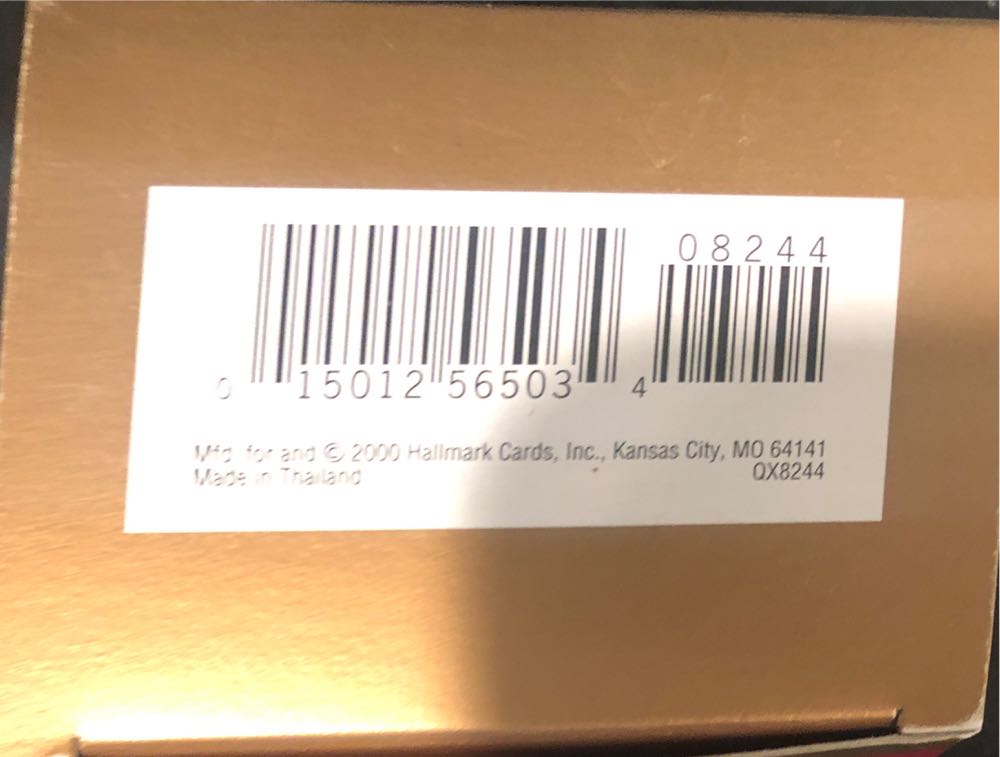 08244
0 15012 56503 4
Mfd. for and © 2000 Hallmark Cards, Inc., Kansas City, MO 64141
Made in Thailand
QX8244